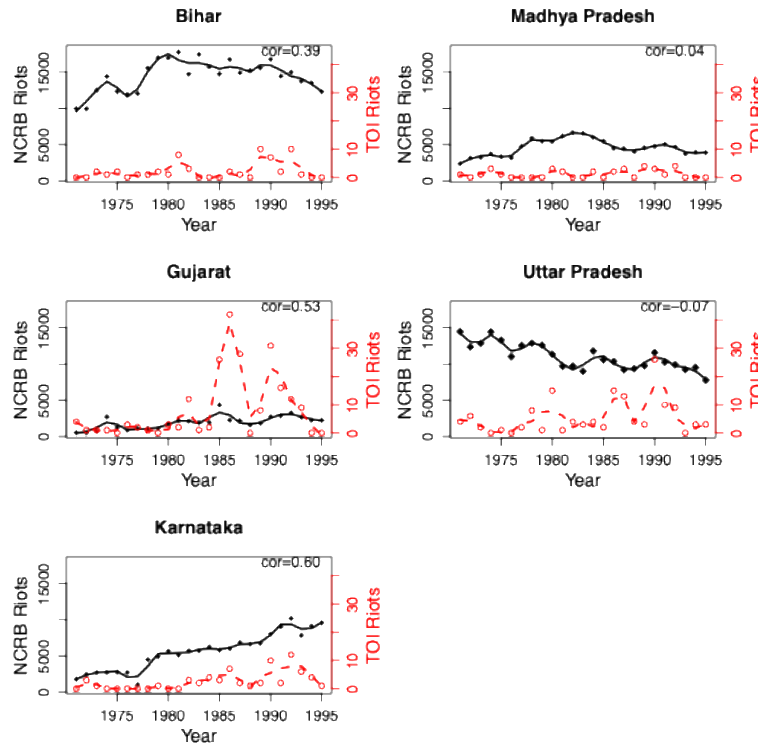 Bihar
cor=0.39
NCRB Riots
0 5000 15000
TOI Riots
0 10 30
1975 1980 1985 1990 1995
Year
Madhya Pradesh
cor=0.04
NCRB Riots
0 5000 15000
TOI Riots
0 10 30
1975 1980 1985 1990 1995
Year
Gujarat
cor=0.53
NCRB Riots
0 5000 15000
TOI Riots
0 10 30
1975 1980 1985 1990 1995
Year
Uttar Pradesh
cor=−0.07
NCRB Riots
0 5000 15000
TOI Riots
0 10 30
1975 1980 1985 1990 1995
Year
Karnataka
cor=0.60
NCRB Riots
0 5000 15000
TOI Riots
0 10 30
1975 1980 1985 1990 1995
Year